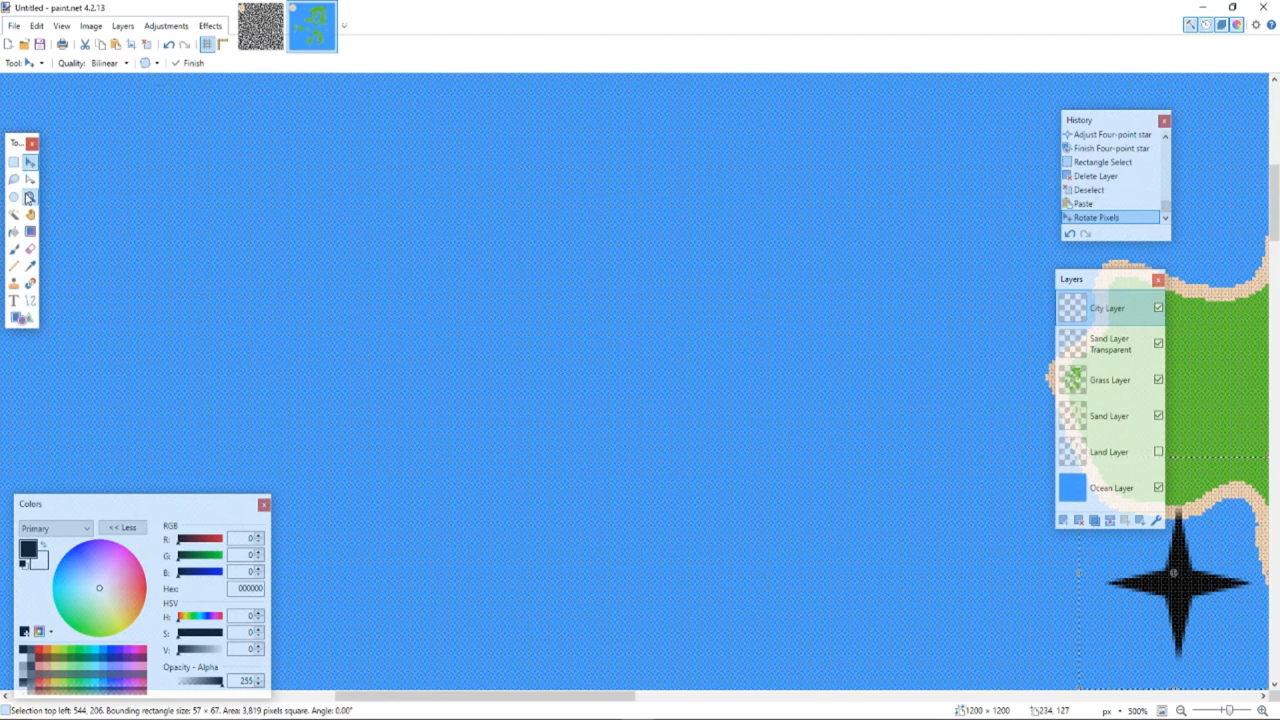 Untitled - paint.net 4.2.13
File Edit View Image Layers Adjustments Effects
Tool: Quality: Bilinear Finish
To...
History
Adjust Four-point star
Finish Four-point star
Rectangle Select
Delete Layer
Deselect
Paste
Rotate Pixels
Layers
City Layer
Sand Layer
Transparent
Grass Layer
Sand Layer
Land Layer
Ocean Layer
Colors
Primary
<< Less
RGB
R: 0
G: 0
B: 0
Hex: 000000
HSV
H: 0
S: 0
V: 0
Opacity - Alpha
255
Selection top left: 544, 206. Bounding rectangle size: 57 × 67. Area: 3,819 pixels square. Angle: 0.00° 1200 × 1200 234, 127 px 500%